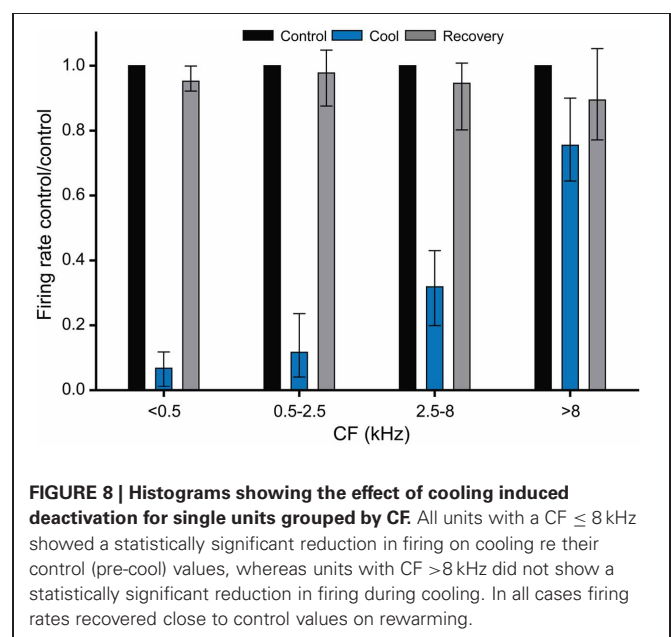 Control Cool Recovery
1.0
0.8
0.6
0.4
0.2
0.0
Firing rate control/control
<0.5 0.5-2.5 2.5-8 >8
CF (kHz)
FIGURE 8 | Histograms showing the effect of cooling induced
deactivation for single units grouped by CF. All units with a CF ≤ 8 kHz
showed a statistically significant reduction in firing on cooling re their
control (pre-cool) values, whereas units with CF >8 kHz did not show a
statistically significant reduction in firing during cooling. In all cases firing
rates recovered close to control values on rewarming.